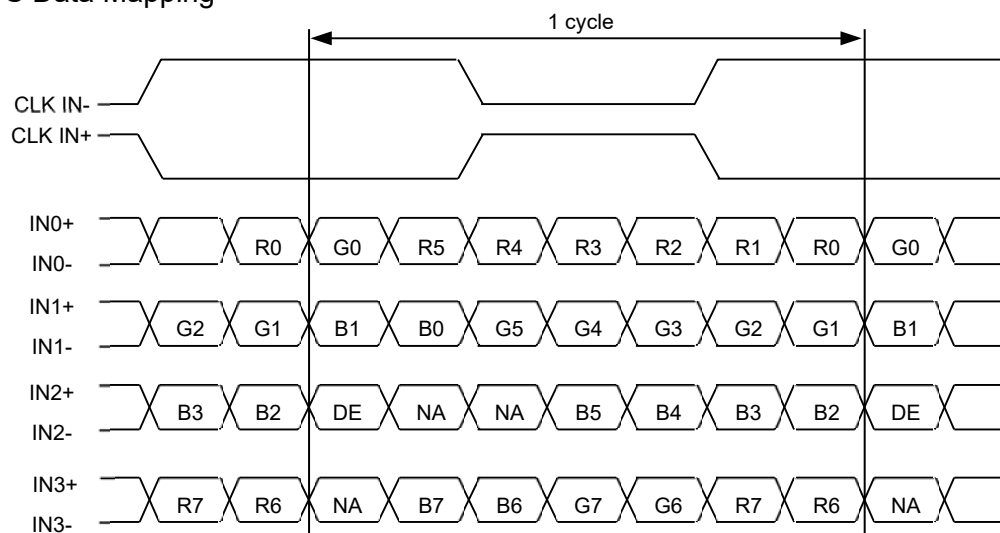 Data Mapping
1 cycle
CLK IN-
CLK IN+
IN0+
R0 G0 R5 R4 R3 R2 R1 R0 G0
IN0-
IN1+
G2 G1 B1 B0 G5 G4 G3 G2 G1 B1
IN1-
IN2+
B3 B2 DE NA NA B5 B4 B3 B2 DE
IN2-
IN3+
R7 R6 NA B7 B6 G7 G6 R7 R6 NA
IN3-